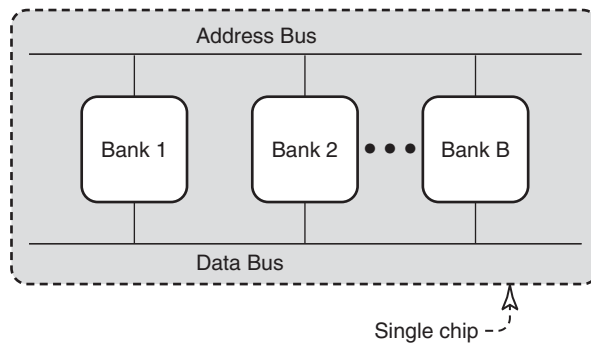 Address Bus
Bank 1
Bank 2
Bank B
Data Bus
Single chip